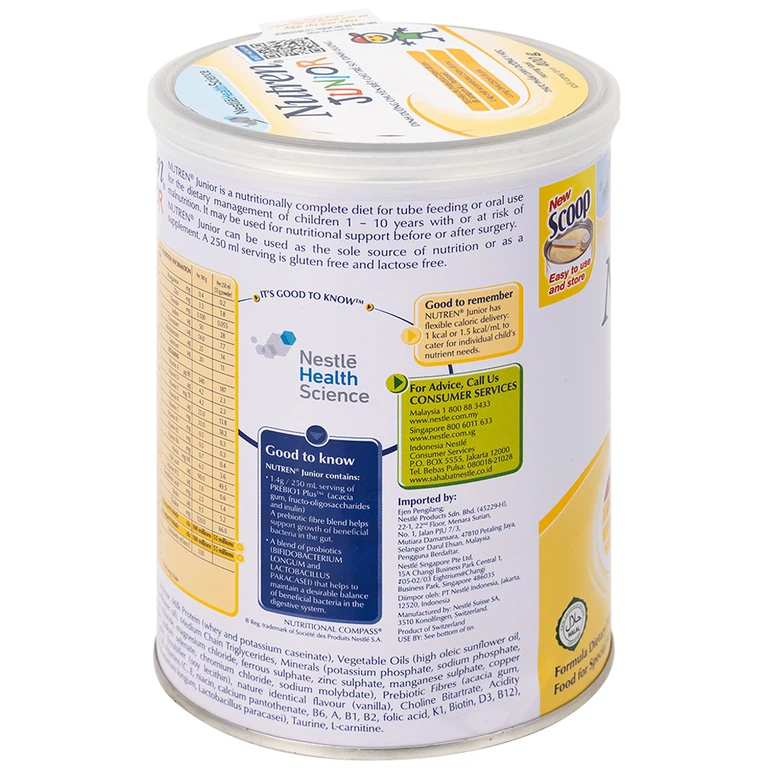 Nutren
JUNIOR
NestléHealthScience
400 g
NUTREN® Junior is a nutritionally complete diet for tube feeding or oral use
for the dietary management of children 1 – 10 years with or at risk of
malnutrition. It may be used for nutritional support before or after surgery.
NUTREN® Junior can be used as the sole source of nutrition or as a
supplement. A 250 ml serving is gluten free and lactose free.
New
Scoop
Easy to use
and store
IT'S GOOD TO KNOW™
Nestlē
Health
Science
Good to remember
NUTREN® Junior has
flexible caloric delivery:
1 kcal or 1.5 kcal/mL to
cater for individual child's
nutrient needs.
For Advice, Call Us
CONSUMER SERVICES
Malaysia 1 800 88 3433
www.nestle.com.my
Singapore 800 6011 633
www.nestle.com.sg
Indonesia Nestlé
Consumer Services
P.O. BOX 5555, Jakarta 12000
Tel. Bebas Pulsa: 080018-21028
www.sahabatnestle.co.id
Good to know
NUTREN® Junior contains:
• 1.4g / 250 mL serving of
PREBIO1 Plus™ (acacia
gum, fructo-oligosaccharides
and inulin)
A prebiotic fibre blend helps
support growth of beneficial
bacteria in the gut.
• A blend of probiotics
(BIFIDOBACTERIUM
LONGUM and
LACTOBACILLUS
PARACASEI) that helps to
maintain a desirable balance
of beneficial bacteria in the
digestive system.
NUTRITIONAL COMPASS®
® Reg. Trademark of Société des Produits Nestlé S.A.
Imported by:
Ejen Pengilang:
Nestlé Products Sdn. Bhd. (45229-H),
22-1, 22nd Floor, Menara Surian,
No. 1, Jalan PJU 7/3,
Mutiara Damansara, 47810 Petaling Jaya,
Selangor Darul Ehsan, Malaysia.
Pengguna Berdaftar.
Nestlé Singapore Pte Ltd,
15A Changi Business Park Central 1,
#05-02/03 Eightrium@Changi
Business Park, Singapore 486035
Diimpor oleh: PT Nestlé Indonesia, Jakarta,
12520, Indonesia
Manufactured by: Nestlé Suisse SA,
3510 Konolfingen, Switzerland.
Product of Switzerland
USE BY: See bottom of tin
Milk Protein (whey and potassium caseinate), Vegetable Oils (high oleic sunflower oil,
Medium Chain Triglycerides, Minerals (potassium phosphate, sodium phosphate,
magnesium chloride, ferrous sulphate, zinc sulphate, manganese sulphate, copper
chromium chloride, sodium molybdate), Prebiotic Fibres (acacia gum,
(soy lecithin), nature identical flavour (vanilla), Choline Bitartrate, Acidity
(C, E, niacin, calcium pantothenate, B6, A, B1, B2, folic acid, K1, Biotin, D3, B12),
Lactobacillus paracasei), Taurine, L-carnitine.
HALAL
Formula
Food for